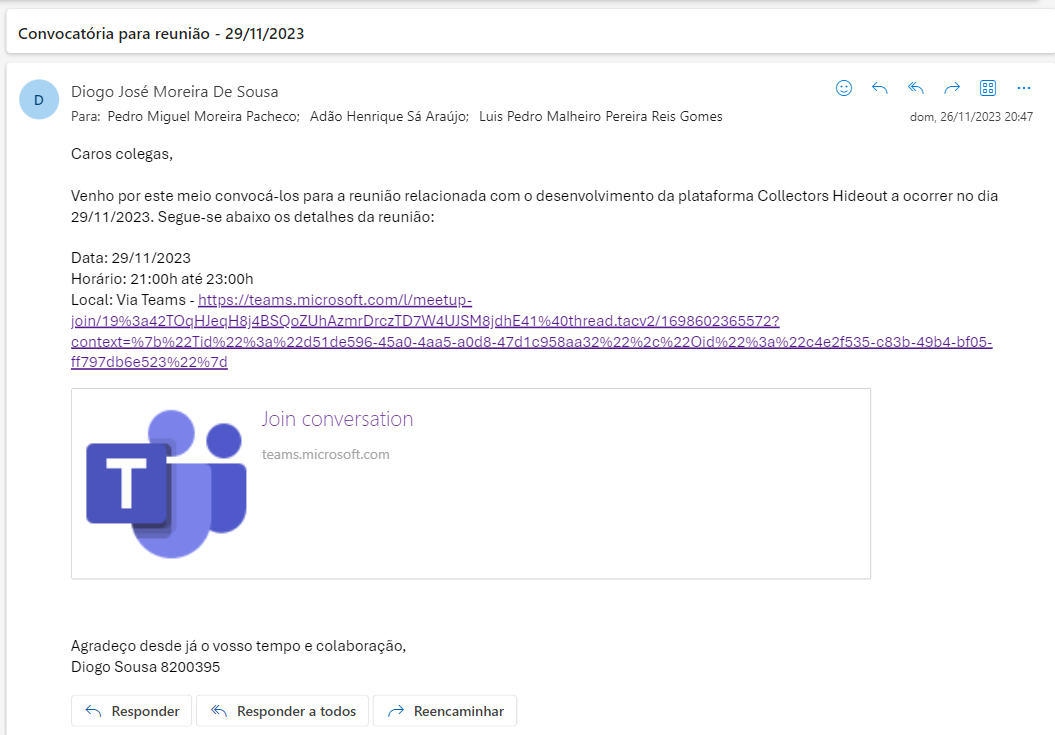 Convocatória para reunião - 29/11/2023
D
Diogo José Moreira De Sousa
Para: Pedro Miguel Moreira Pacheco; Adão Henrique Sá Araújo; Luis Pedro Malheiro Pereira Reis Gomes
dom, 26/11/2023 20:47
Caros colegas,
Venho por este meio convocá-los para a reunião relacionada com o desenvolvimento da plataforma Collectors Hideout a ocorrer no dia
29/11/2023. Segue-se abaixo os detalhes da reunião:
Data: 29/11/2023
Horário: 21:00h até 23:00h
Local: Via Teams - https://teams.microsoft.com/l/meetup-
join/19%3a42TOqHJeqH8j4BSQoZUhAzmrDrczTD7W4UJSM8jdhE41%40thread.tacv2/1698602365572?
context=%7b%22Tid%22%3a%22d51de596-45a0-4aa5-a0d8-47d1c958aa32%22%2c%22Oid%22%3a%22c4e2f535-c83b-49b4-bf05-
ff797db6e523%22%7d
T
Join conversation
teams.microsoft.com
Agradeço desde já o vosso tempo e colaboração,
Diogo Sousa 8200395
Responder
Responder a todos
Reencaminhar